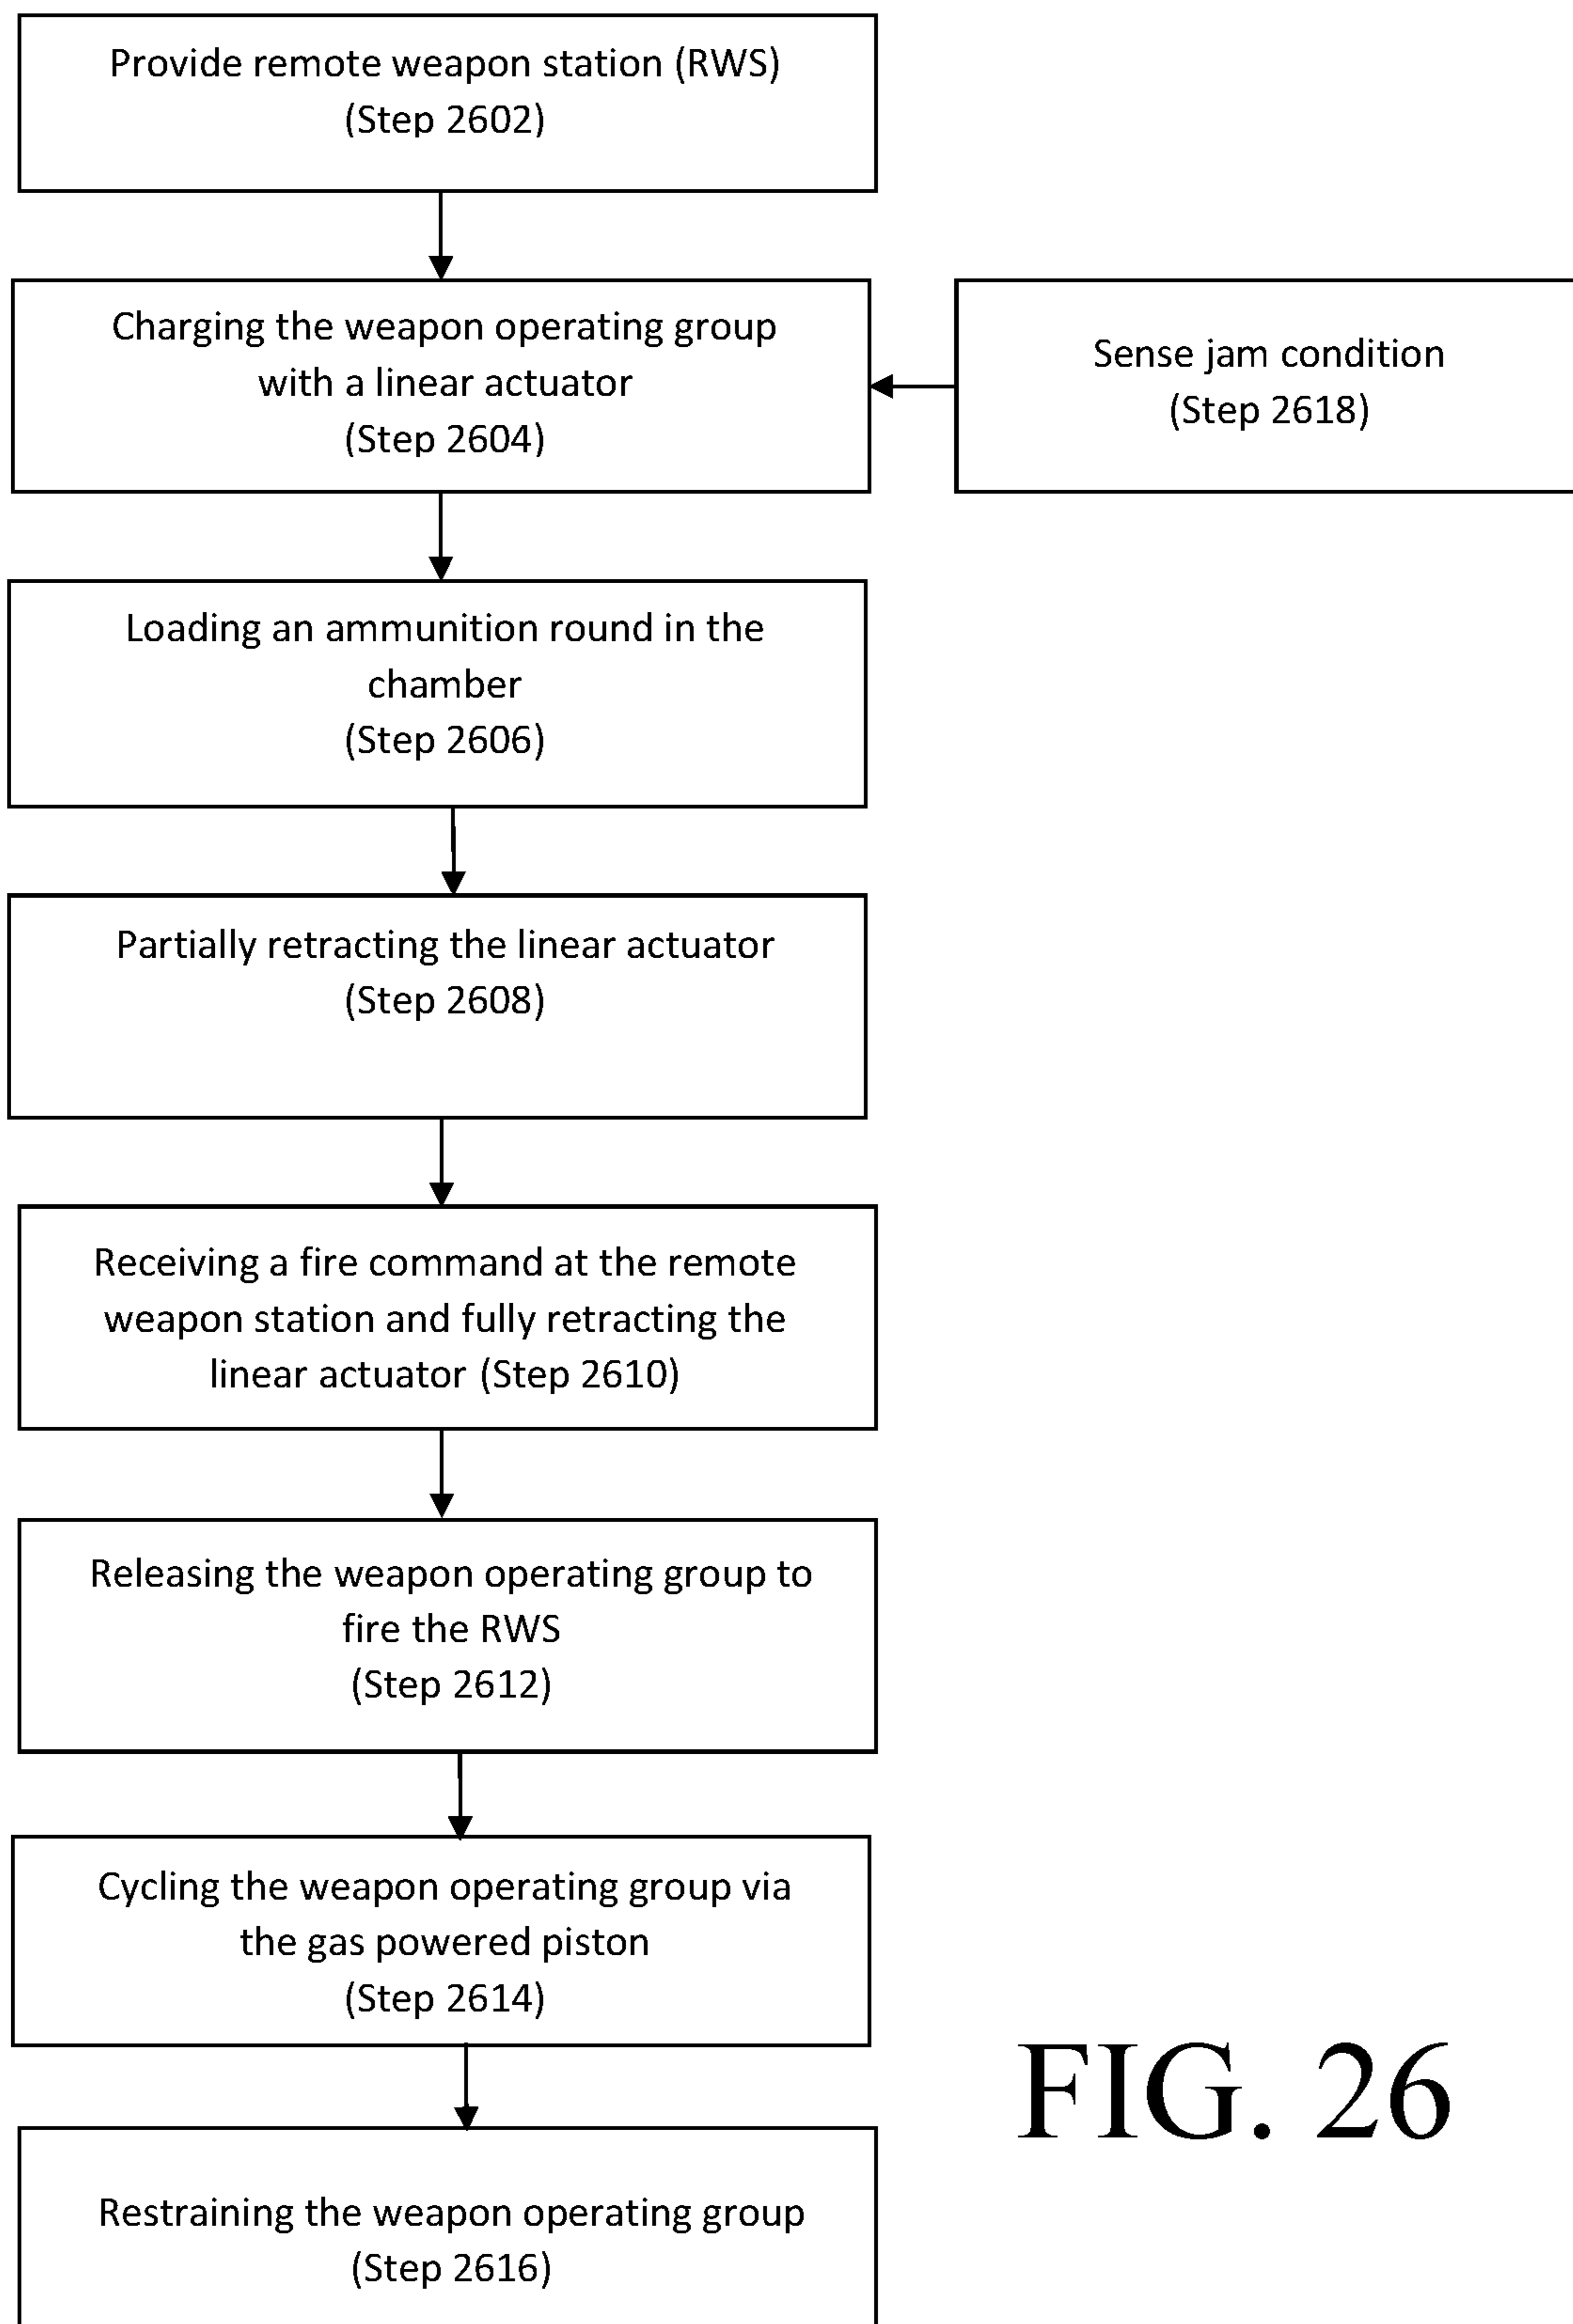 Provide remote weapon station (RWS)
(Step 2602)
Charging the weapon operating group
with a linear actuator
(Step 2604)
Sense jam condition
(Step 2618)
Loading an ammunition round in the
chamber
(Step 2606)
Partially retracting the linear actuator
(Step 2608)
Receiving a fire command at the remote
weapon station and fully retracting the
linear actuator (Step 2610)
Releasing the weapon operating group to
fire the RWS
(Step 2612)
Cycling the weapon operating group via
the gas powered piston
(Step 2614)
Restraining the weapon operating group
(Step 2616)
FIG. 26